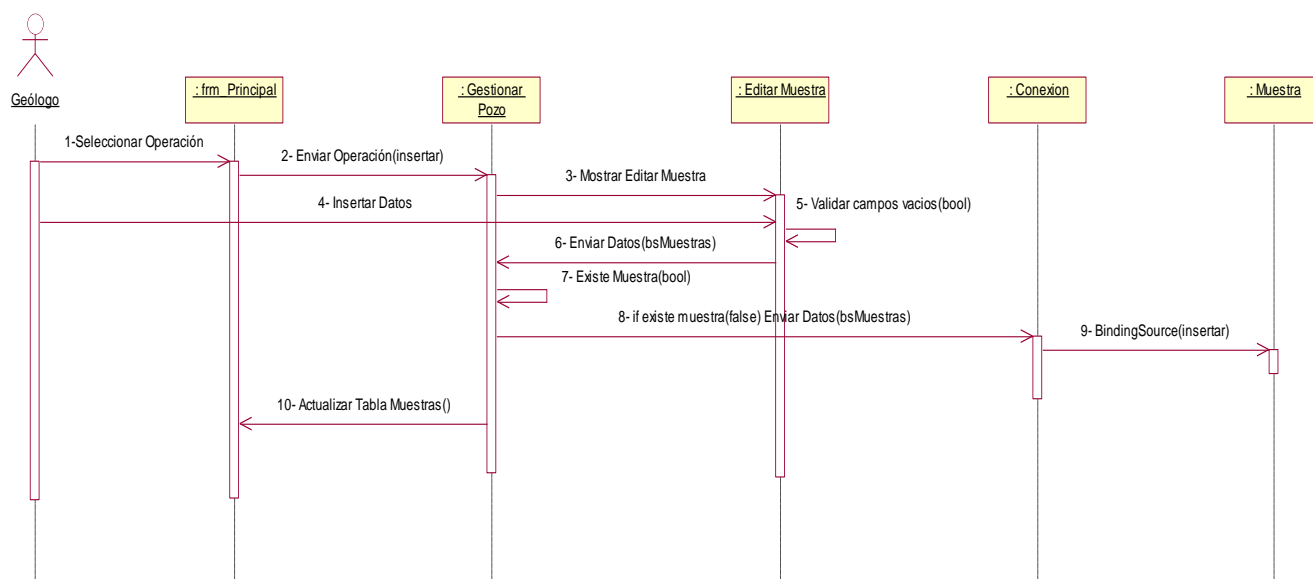 Geólogo
: frm_Principal
: Gestionar
Pozo
: Editar Muestra
: Conexion
: Muestra
1-Seleccionar Operación
2- Enviar Operación(insertar)
3- Mostrar Editar Muestra
4- Insertar Datos
5- Validar campos vacios(bool)
6- Enviar Datos(bsMuestras)
7- Existe Muestra(bool)
8- if existe muestra(false) Enviar Datos(bsMuestras)
9- BindingSource(insertar)
10- Actualizar Tabla Muestras()